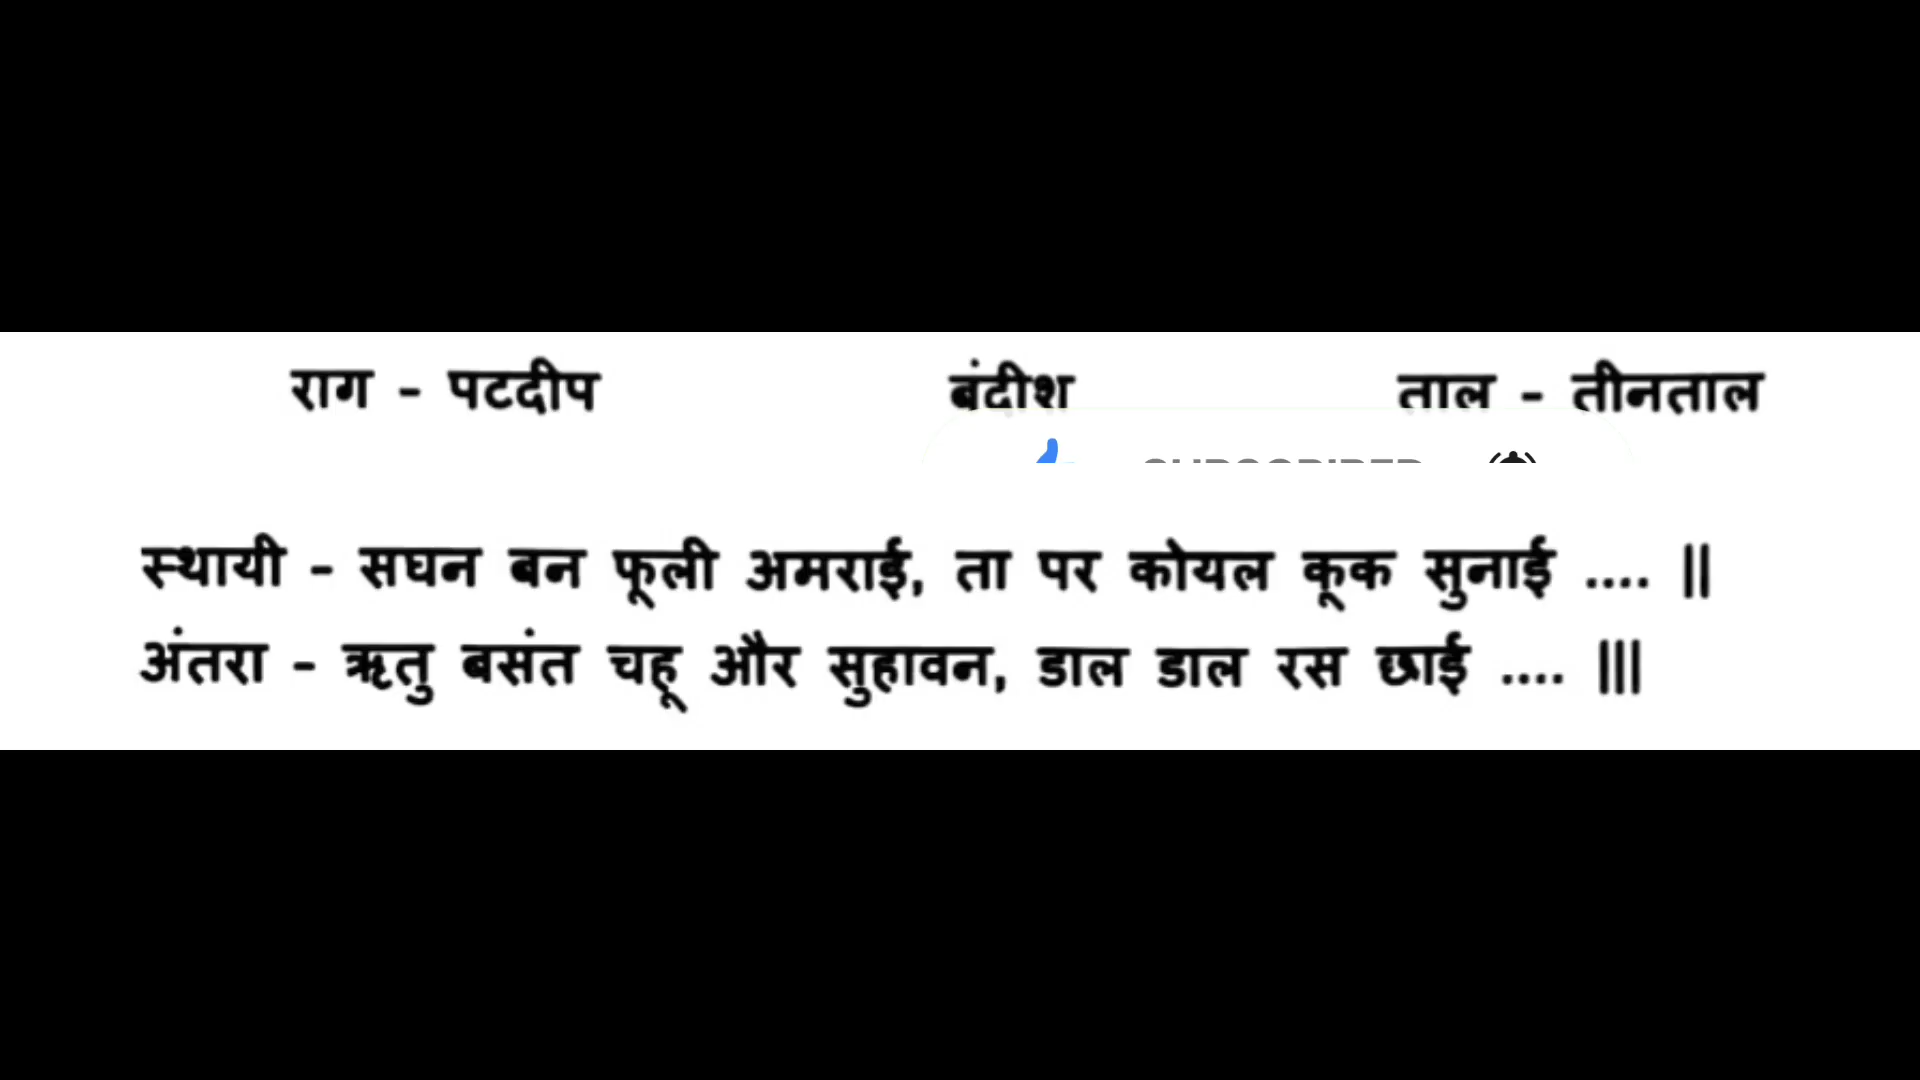 राग - पटदीप बंदीश ताल - तीनताल
स्थायी - सघन बन फूली अमराई, ता पर कोयल कूक सुनाई .... ||
अंतरा - ऋतु बसंत चहू और सुहावन, डाल डाल रस छाई .... |||